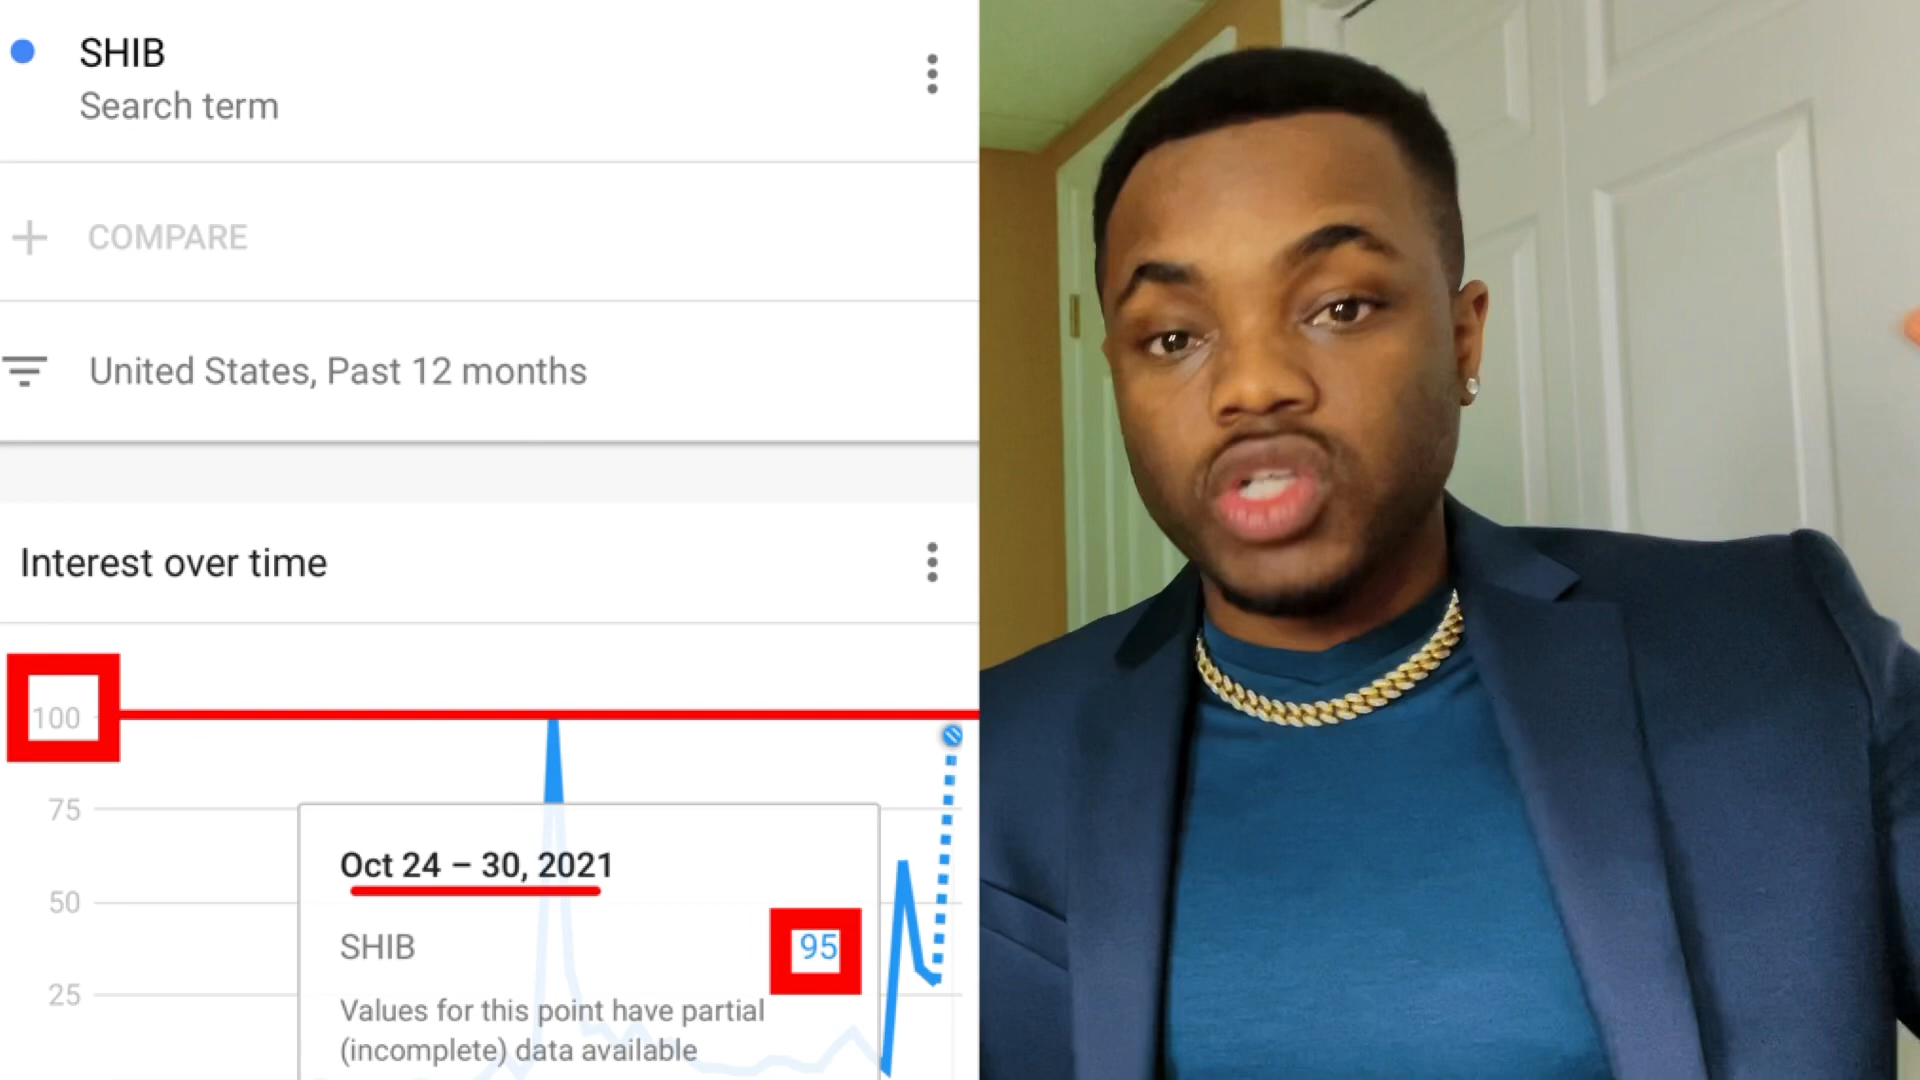 SHIB
Search term
COMPARE
United States, Past 12 months
Interest over time
100
75
50
25
Oct 24 – 30, 2021
SHIB
95
Values for this point have partial
(incomplete) data available